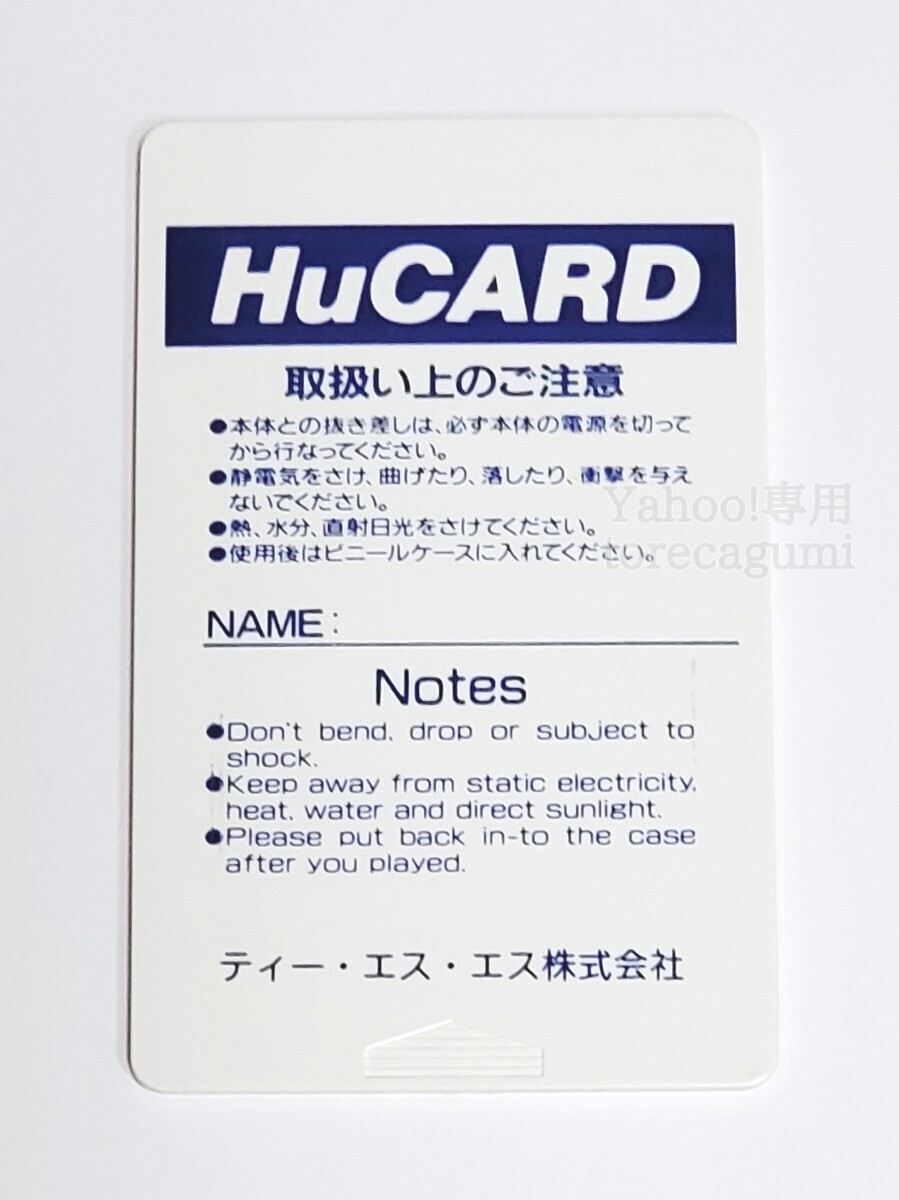 HuCARD
取扱い上のご注意
●本体との抜き差しは、必ず本体の電源を切って
から行なってください。
●静電気をさけ、曲げたり、落したり、衝撃を与え
ないでください。
●熱、水分、直射日光をさけてください。
●使用後はビニールケースに入れてください。
Yahoo!専用
torecagumi
NAME:
Notes
●Don't bend, drop or subject to
shock.
●Keep away from static electricity,
heat, water and direct sunlight.
●Please put back in-to the case
after you played.
ティー・エス・エス株式会社